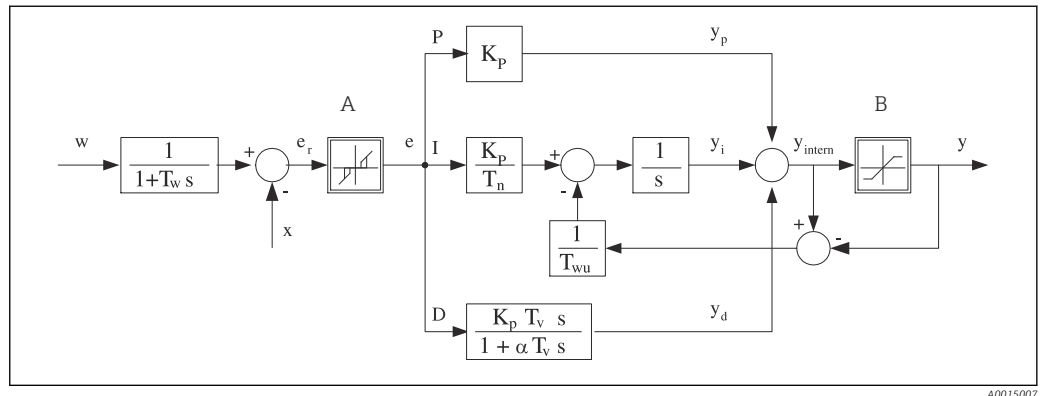 P
K_P
y_p
A
B
w
1
1+T_w s
+
e_r
-
x
e
I
K_P
T_n
+
-
1
s
y_i
y_intern
y
1
T_wu
+
-
D
K_p T_v s
1 + α T_v s
y_d
A0015007